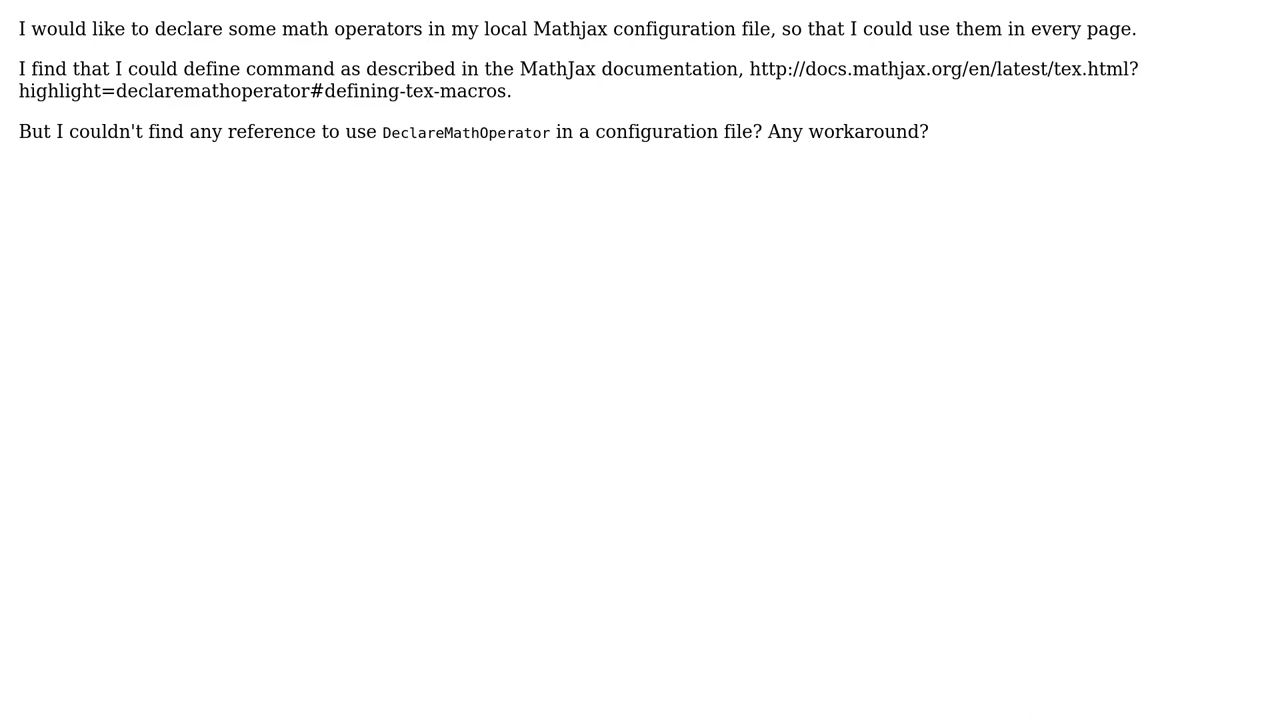 I would like to declare some math operators in my local Mathjax configuration file, so that I could use them in every page.
I find that I could define command as described in the MathJax documentation, http://docs.mathjax.org/en/latest/tex.html?
highlight=declaremathoperator#defining-tex-macros.
But I couldn't find any reference to use DeclareMathOperator in a configuration file? Any workaround?